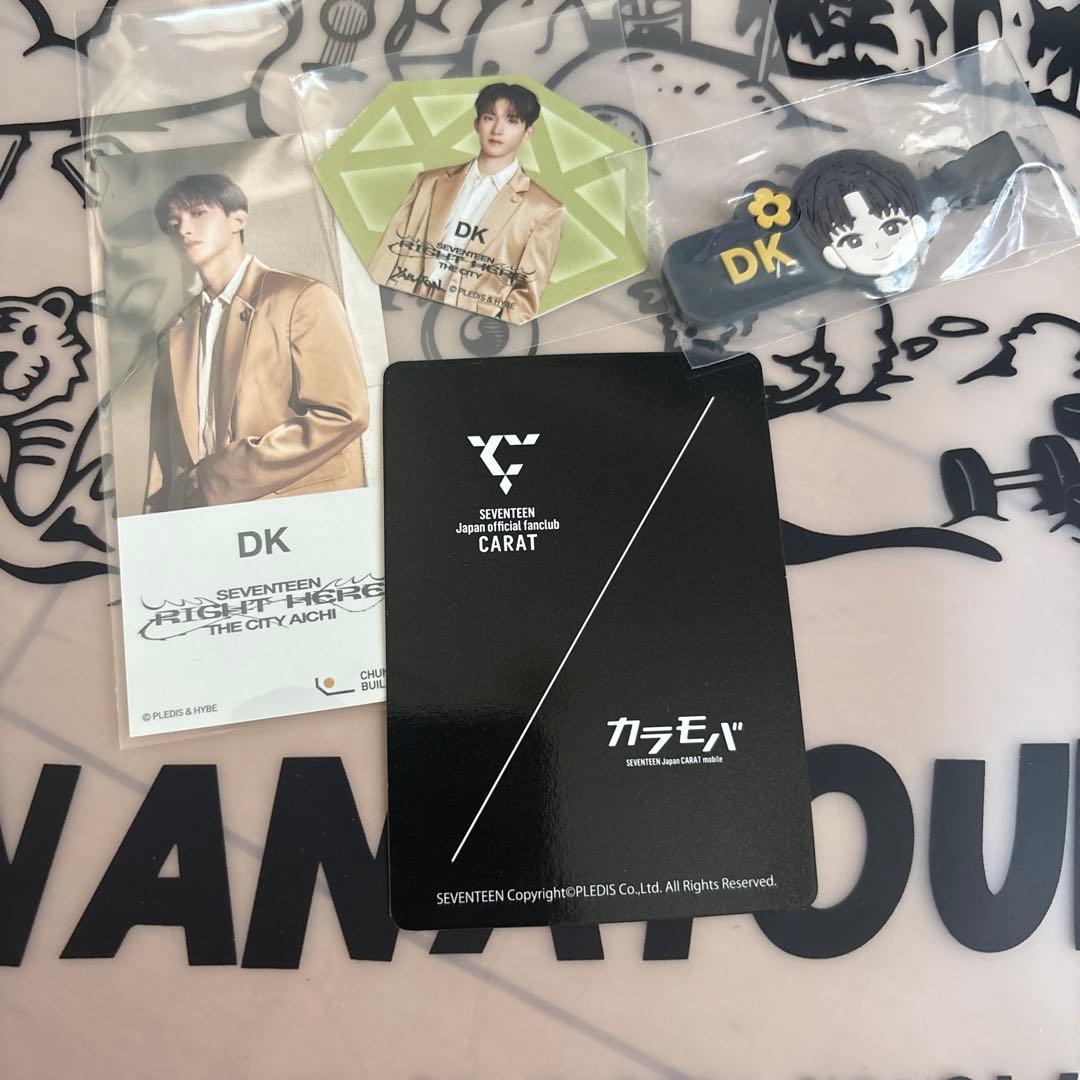 DK
SEVENTEEN
RIGHT HERE
THE CITY AICHI
© PLEDIS & HYBE
DK
SEVENTEEN
RIGHT HERE
THE CITY
© PLEDIS & HYBE
DK
SEVENTEEN
Japan official fanclub
CARAT
カラモバ
SEVENTEEN Japan CARAT mobile
SEVENTEEN Copyright©PLEDIS Co.,Ltd. All Rights Reserved.